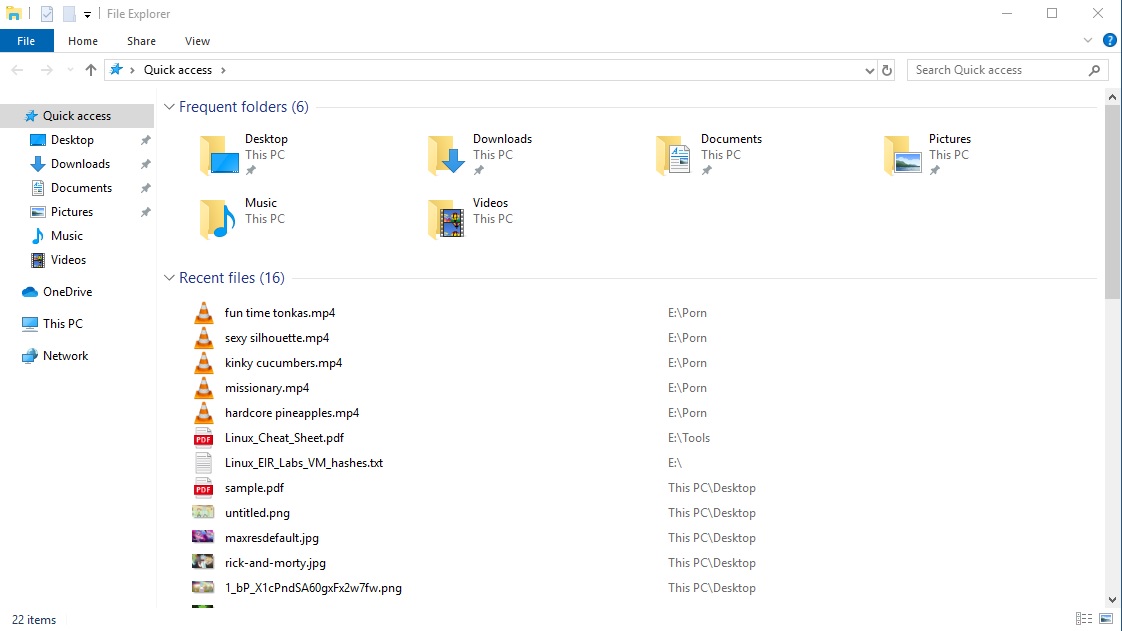 File Explorer
File Home Share View
Quick access
Search Quick access
Quick access
Desktop
Downloads
Documents
Pictures
Music
Videos
OneDrive
This PC
Network
Frequent folders (6)
Desktop
This PC
Downloads
This PC
Documents
This PC
Pictures
This PC
Music
This PC
Videos
This PC
Recent files (16)
fun time tonkas.mp4 E:\Porn
sexy silhouette.mp4 E:\Porn
kinky cucumbers.mp4 E:\Porn
missionary.mp4 E:\Porn
hardcore pineapples.mp4 E:\Porn
Linux_Cheat_Sheet.pdf E:\Tools
Linux_EIR_Labs_VM_hashes.txt E:\
sample.pdf This PC\Desktop
untitled.png This PC\Desktop
maxresdefault.jpg This PC\Desktop
rick-and-morty.jpg This PC\Desktop
1_bP_X1cPndSA60gxFx2w7fw.png This PC\Desktop
22 items